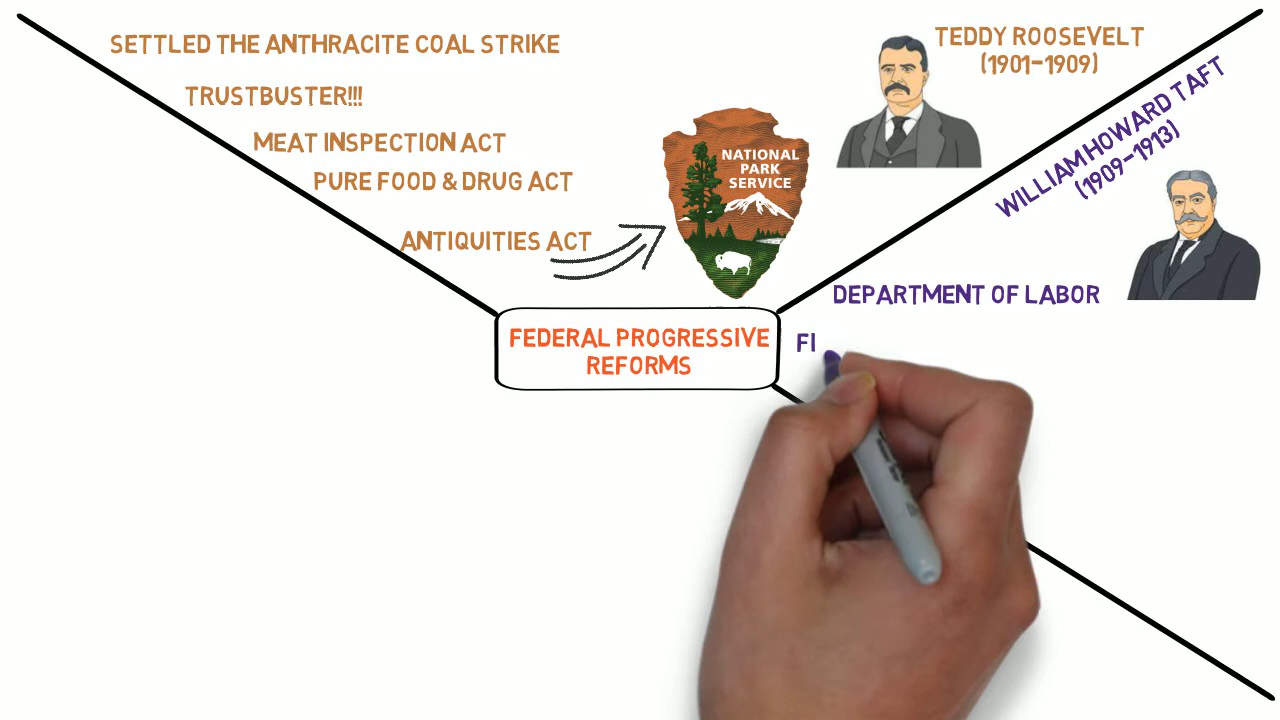 SETTLED THE ANTHRACITE COAL STRIKE
TRUSTBUSTER!!!
MEAT INSPECTION ACT
PURE FOOD & DRUG ACT
ANTIQUITIES ACT
NATIONAL
PARK
SERVICE
TEDDY ROOSEVELT
(1901-1909)
WILLIAM HOWARD TAFT
(1909-1913)
DEPARTMENT OF LABOR
FEDERAL PROGRESSIVE
REFORMS
FI